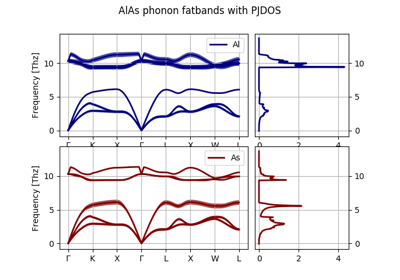 AlAs phonon fatbands with PJDOS
Frequency [Thz]
10
5
0
Al
Γ K X Γ L X W L
10
5
0
0 2 4
Frequency [Thz]
10
5
0
As
Γ K X Γ L X W L
10
5
0
0 2 4